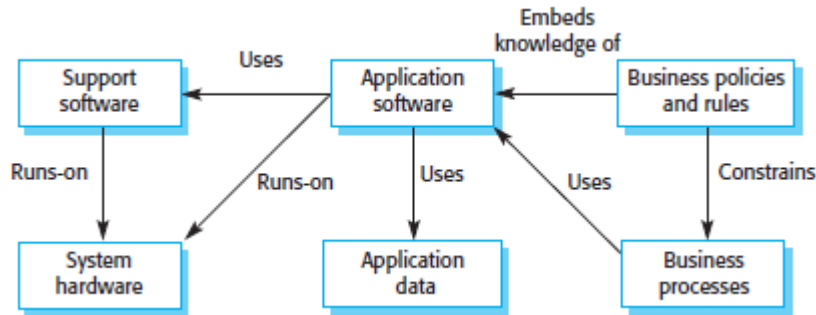 Embeds
knowledge of
Uses
Support
software
Application
software
Business policies
and rules
Runs-on
Runs-on
Uses
Uses
Constrains
System
hardware
Application
data
Business
processes